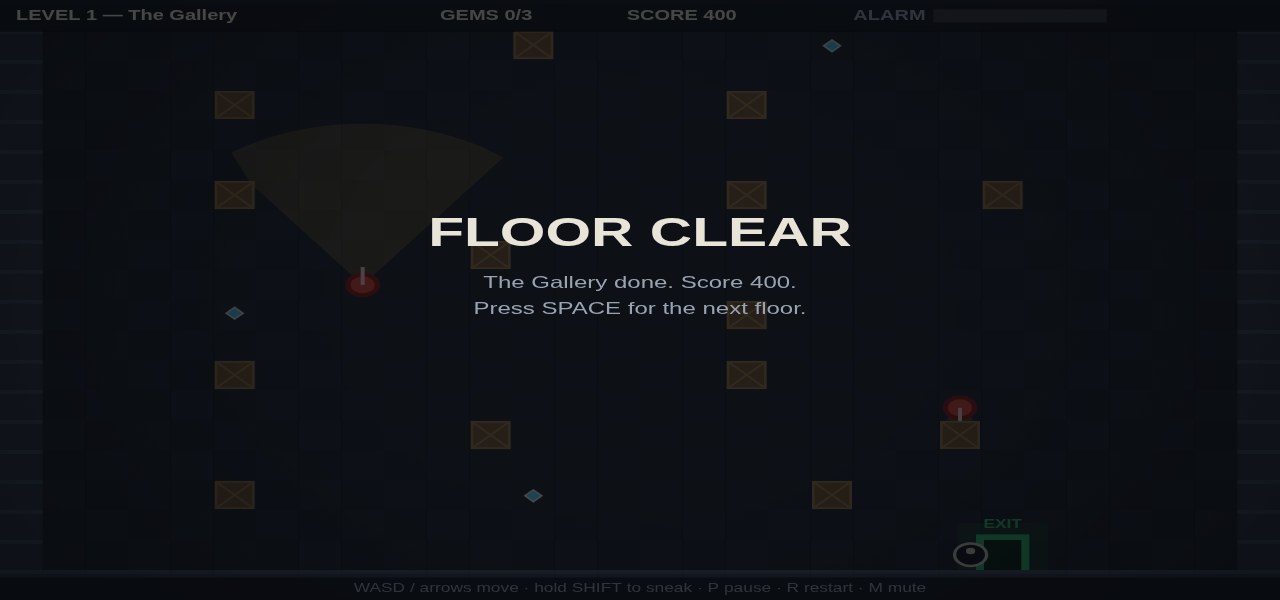 LEVEL 1 — The Gallery GEMS 0/3 SCORE 400 ALARM
FLOOR CLEAR
The Gallery done. Score 400.
Press SPACE for the next floor.
EXIT
WASD / arrows move · hold SHIFT to sneak · P pause · R restart · M mute